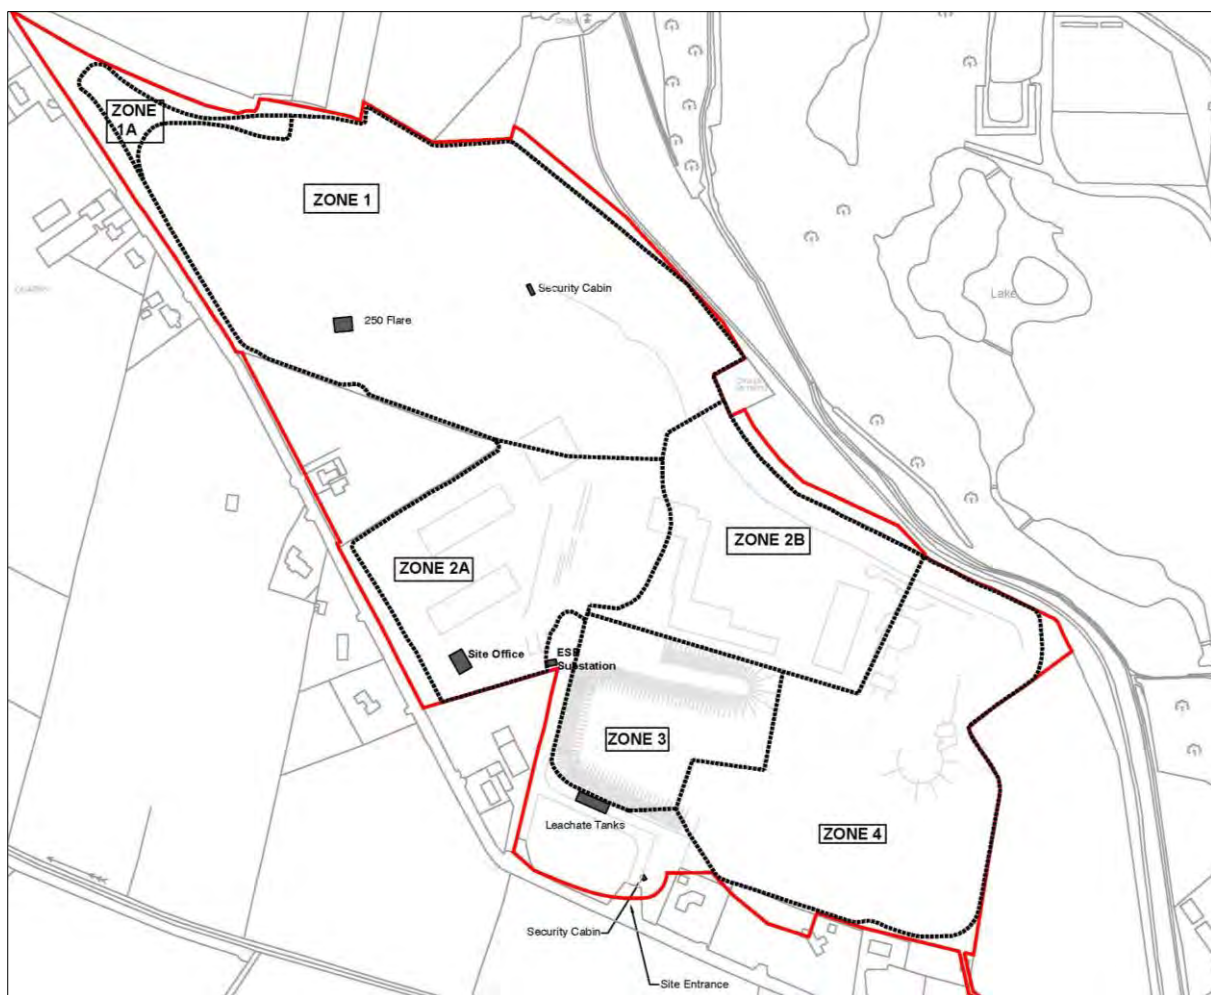 ZONE
1A
ZONE 1
Security Cabin
250 Flare
Lake
ZONE 2B
ZONE 2A
Site Office
ESB
Substation
ZONE 3
Leachate Tanks
ZONE 4
Security Cabin
Site Entrance